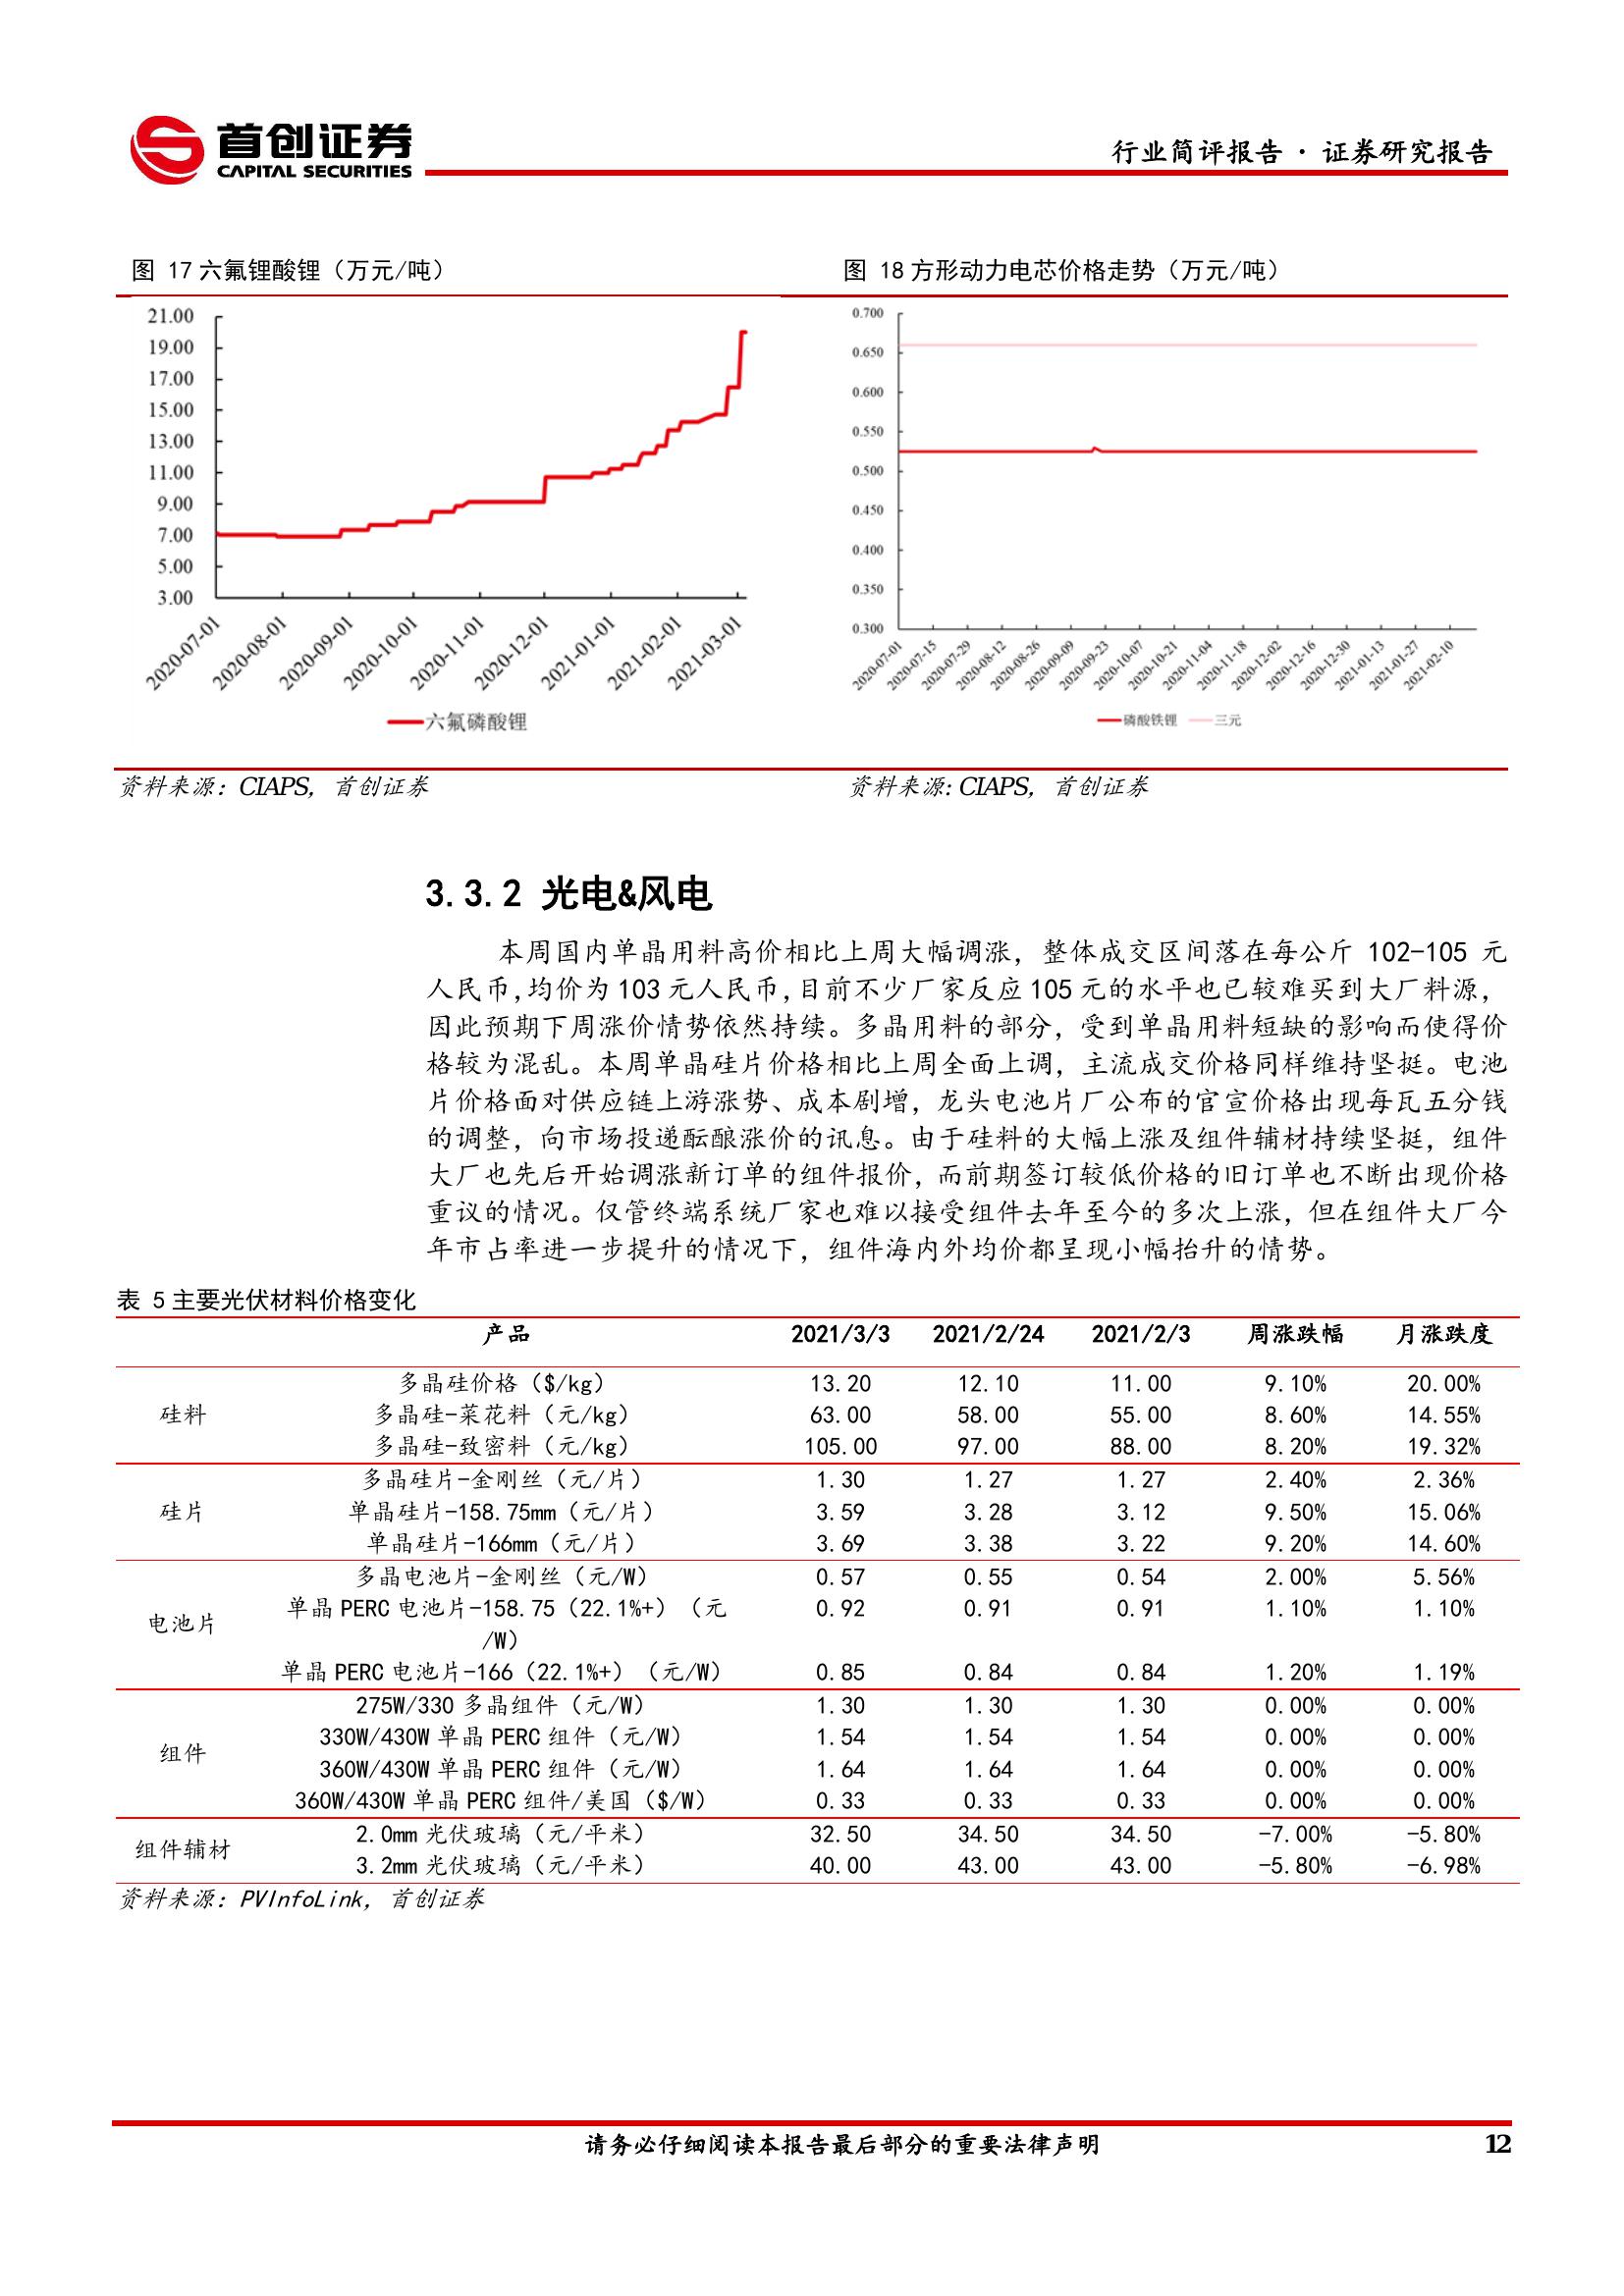 首创证券
CAPITAL SECURITIES
行业简评报告 · 证券研究报告
图 17 六氟锂酸锂（万元/吨）
21.00
19.00
17.00
15.00
13.00
11.00
9.00
7.00
5.00
3.00
2020-07-01
2020-08-01
2020-09-01
2020-10-01
2020-11-01
2020-12-01
2021-01-01
2021-02-01
2021-03-01
六氟磷酸锂
资料来源：CIAPS，首创证券
图 18 方形动力电芯价格走势（万元/吨）
0.700
0.650
0.600
0.550
0.500
0.450
0.400
0.350
0.300
2020-07-01
2020-07-15
2020-07-29
2020-08-12
2020-08-26
2020-09-09
2020-09-23
2020-10-07
2020-10-21
2020-11-04
2020-11-18
2020-12-02
2020-12-16
2020-12-30
2021-01-13
2021-01-27
2021-02-10
磷酸铁锂 三元
资料来源：CIAPS，首创证券
3.3.2 光电&风电
本周国内单晶用料高价相比上周大幅调涨，整体成交区间落在每公斤 102-105 元
人民币，均价为 103 元人民币，目前不少厂家反应 105 元的水平也已较难买到大厂料源，
因此预期下周涨价情势依然持续。多晶用料的部分，受到单晶用料短缺的影响而使得价
格较为混乱。本周单晶硅片价格相比上周全面上调，主流成交价格同样维持坚挺。电池
片价格面对供应链上游涨势、成本剧增，龙头电池片厂公布的官宣价格出现每瓦五分钱
的调整，向市场投递酝酿涨价的讯息。由于硅料的大幅上涨及组件辅材持续坚挺，组件
大厂也先后开始调涨新订单的组件报价，而前期签订较低价格的旧订单也不断出现价格
重议的情况。仅管终端系统厂家也难以接受组件去年至今的多次上涨，但在组件大厂今
年市占率进一步提升的情况下，组件海内外均价都呈现小幅抬升的情势。
表 5 主要光伏材料价格变化
产品 2021/3/3 2021/2/24 2021/2/3 周涨跌幅 月涨跌度
硅料
多晶硅价格（$/kg） 13.20 12.10 11.00 9.10% 20.00%
多晶硅-菜花料（元/kg） 63.00 58.00 55.00 8.60% 14.55%
多晶硅-致密料（元/kg） 105.00 97.00 88.00 8.20% 19.32%
硅片
多晶硅片-金刚丝（元/片） 1.30 1.27 1.27 2.40% 2.36%
单晶硅片-158.75mm（元/片） 3.59 3.28 3.12 9.50% 15.06%
单晶硅片-166mm（元/片） 3.69 3.38 3.22 9.20% 14.60%
电池片
多晶电池片-金刚丝（元/W） 0.57 0.55 0.54 2.00% 5.56%
单晶 PERC 电池片-158.75（22.1%+）（元 0.92 0.91 0.91 1.10% 1.10%
/W）
单晶 PERC 电池片-166（22.1%+）（元/W） 0.85 0.84 0.84 1.20% 1.19%
组件
275W/330 多晶组件（元/W） 1.30 1.30 1.30 0.00% 0.00%
330W/430W 单晶 PERC 组件（元/W） 1.54 1.54 1.54 0.00% 0.00%
360W/430W 单晶 PERC 组件（元/W） 1.64 1.64 1.64 0.00% 0.00%
360W/430W 单晶 PERC 组件/美国（$/W） 0.33 0.33 0.33 0.00% 0.00%
组件辅材
2.0mm 光伏玻璃（元/平米） 32.50 34.50 34.50 -7.00% -5.80%
3.2mm 光伏玻璃（元/平米） 40.00 43.00 43.00 -5.80% -6.98%
资料来源：PVInfoLink，首创证券
请务必仔细阅读本报告最后部分的重要法律声明 12